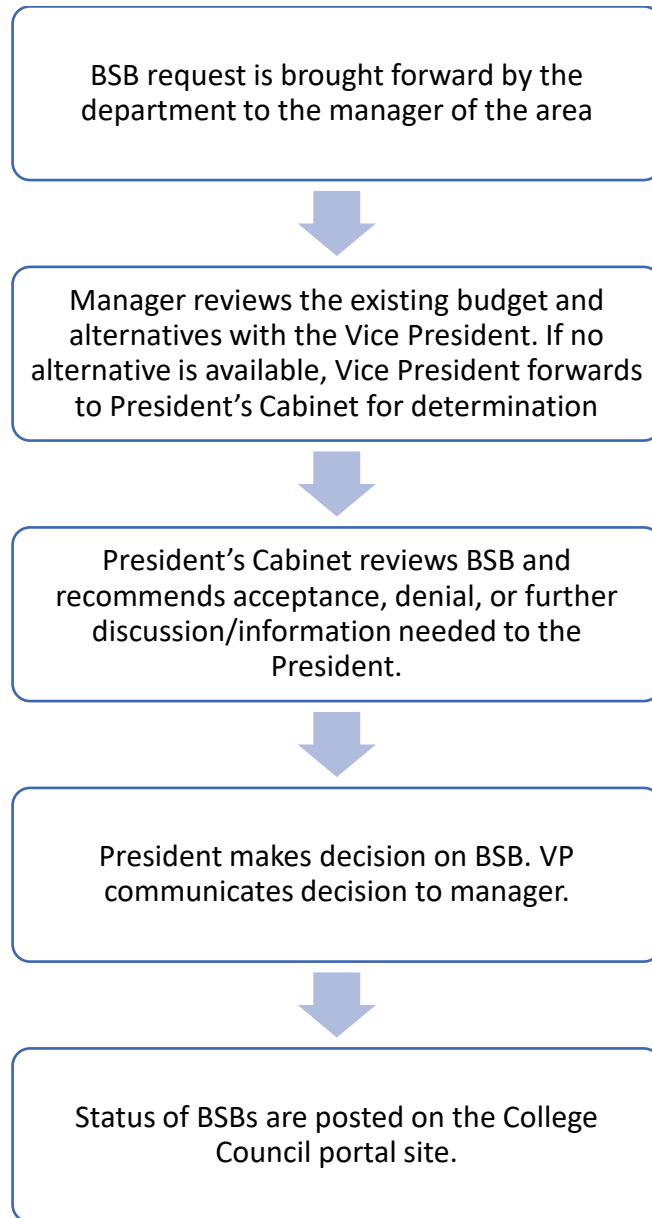 BSB request is brought forward by the
department to the manager of the area
Manager reviews the existing budget and
alternatives with the Vice President. If no
alternative is available, Vice President forwards
to President’s Cabinet for determination
President’s Cabinet reviews BSB and
recommends acceptance, denial, or further
discussion/information needed to the
President.
President makes decision on BSB. VP
communicates decision to manager.
Status of BSBs are posted on the College
Council portal site.